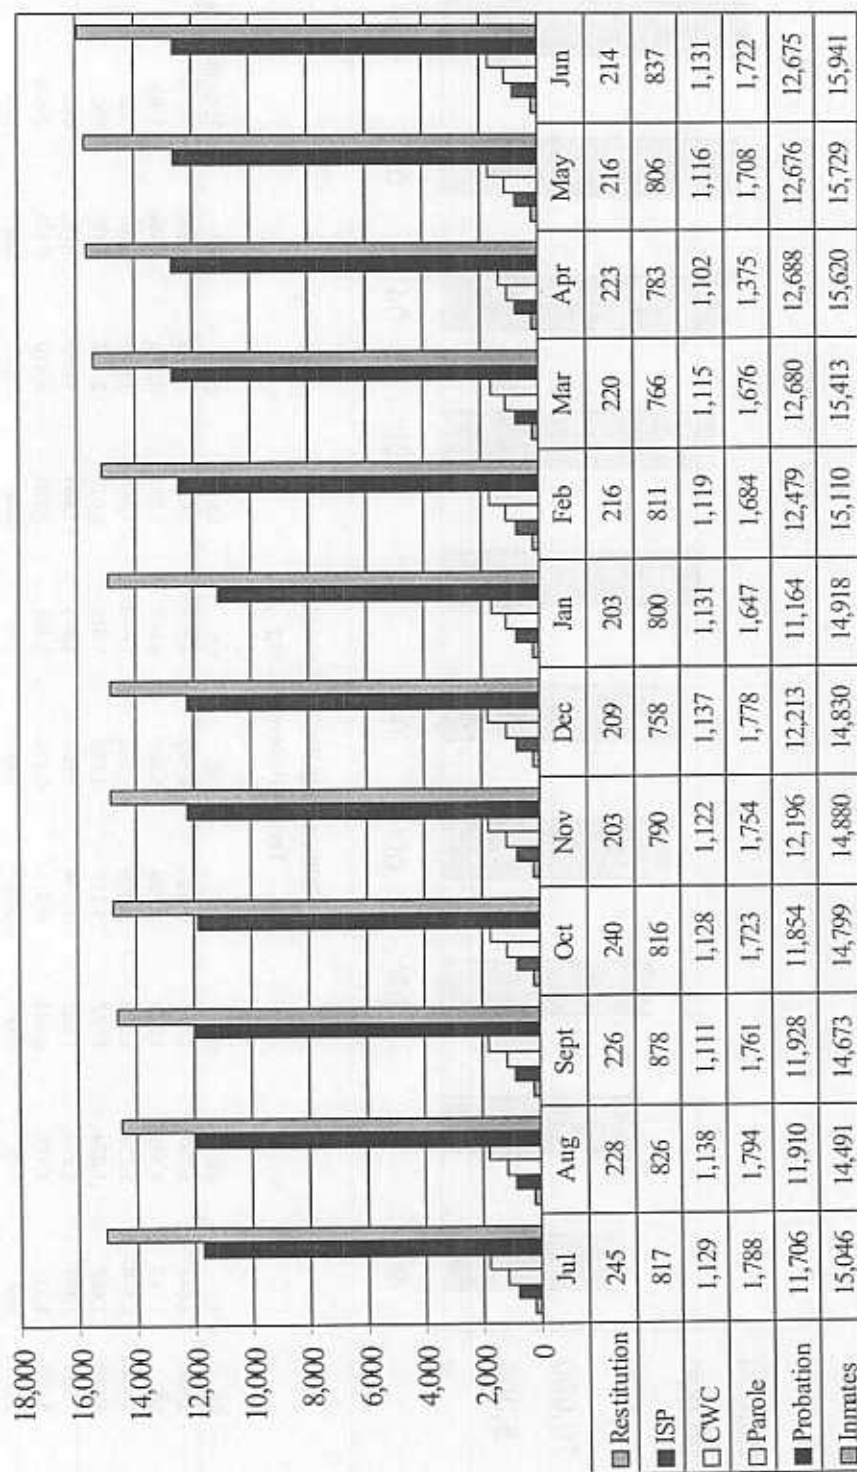 18,000
16,000
14,000
12,000
10,000
8,000
6,000
4,000
2,000
0
Jul Aug Sept Oct Nov Dec Jan Feb Mar Apr May Jun
Restitution 245 228 226 240 203 209 203 216 220 223 216 214
ISP 817 826 878 816 790 758 800 811 766 783 806 837
CWC 1,129 1,138 1,111 1,128 1,122 1,137 1,131 1,119 1,115 1,102 1,116 1,131
Parole 1,788 1,794 1,761 1,723 1,754 1,778 1,647 1,684 1,676 1,375 1,708 1,722
Probation 11,706 11,910 11,928 11,854 12,196 12,213 11,164 12,479 12,680 12,688 12,676 12,675
Inmates 15,046 14,491 14,673 14,799 14,880 14,830 14,918 15,110 15,413 15,620 15,729 15,941